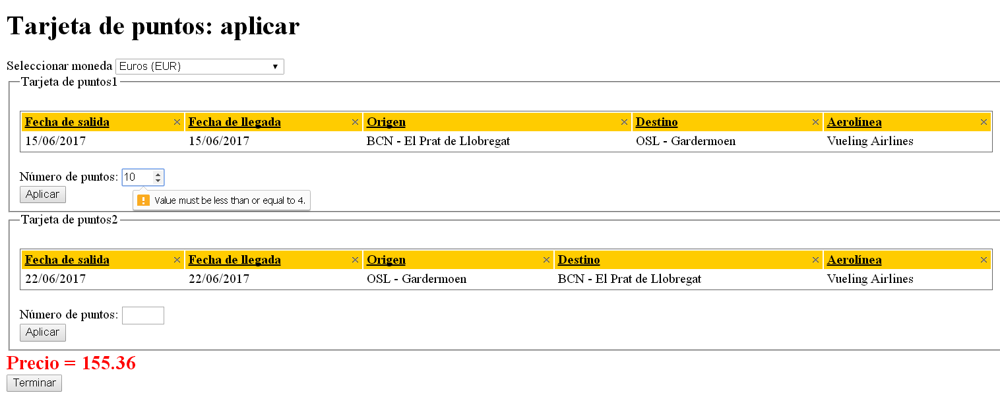 Tarjeta de puntos: aplicar
Seleccionar moneda Euros (EUR)
Tarjeta de puntos1
Fecha de salida × Fecha de llegada × Origen × Destino × Aerolínea ×
15/06/2017 15/06/2017 BCN - El Prat de Llobregat OSL - Gardermoen Vueling Airlines
Número de puntos: 10
Aplicar
Value must be less than or equal to 4.
Tarjeta de puntos2
Fecha de salida × Fecha de llegada × Origen × Destino × Aerolínea ×
22/06/2017 22/06/2017 OSL - Gardermoen BCN - El Prat de Llobregat Vueling Airlines
Número de puntos:
Aplicar
Precio = 155.36
Terminar